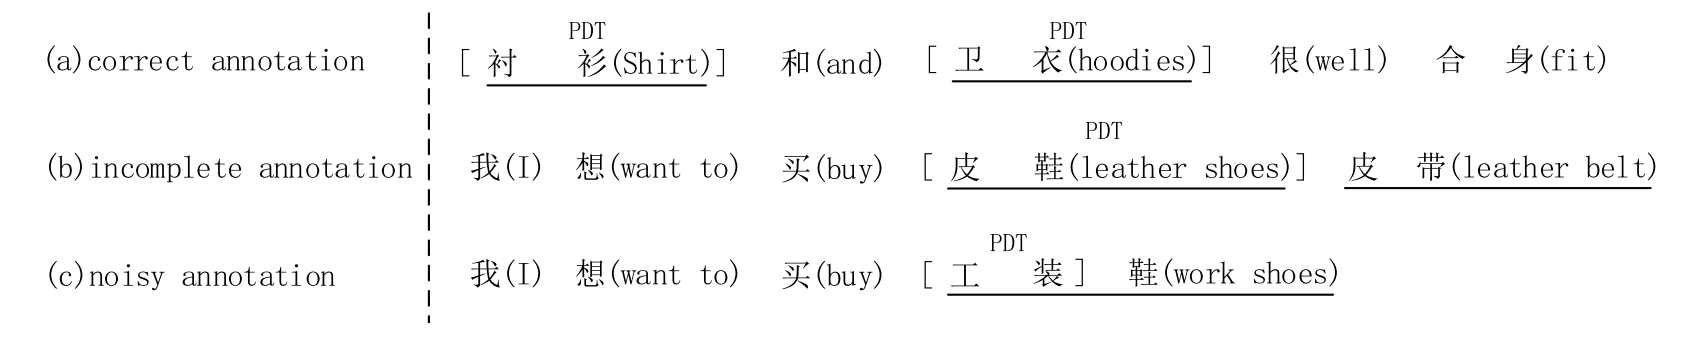 PDT PDT
(a)correct annotation [ 衬 衫(Shirt)] 和(and) [ 卫 衣(hoodies)] 很(well) 合 身(fit)
PDT
(b)incomplete annotation 我(I) 想(want to) 买(buy) [ 皮 鞋(leather shoes)] 皮 带(leather belt)
PDT
(c)noisy annotation 我(I) 想(want to) 买(buy) [ 工 装 ] 鞋(work shoes)